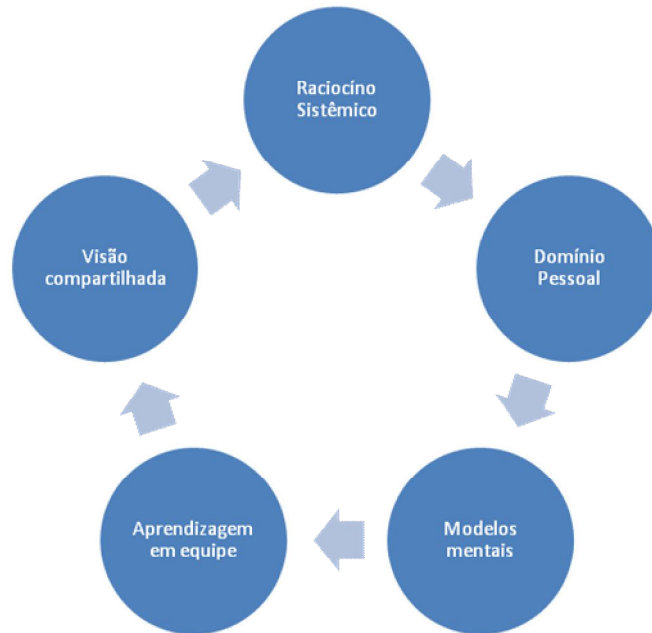 Raciocíno
Sistêmico
Domínio
Pessoal
Modelos
mentais
Aprendizagem
em equipe
Visão
compartilhada